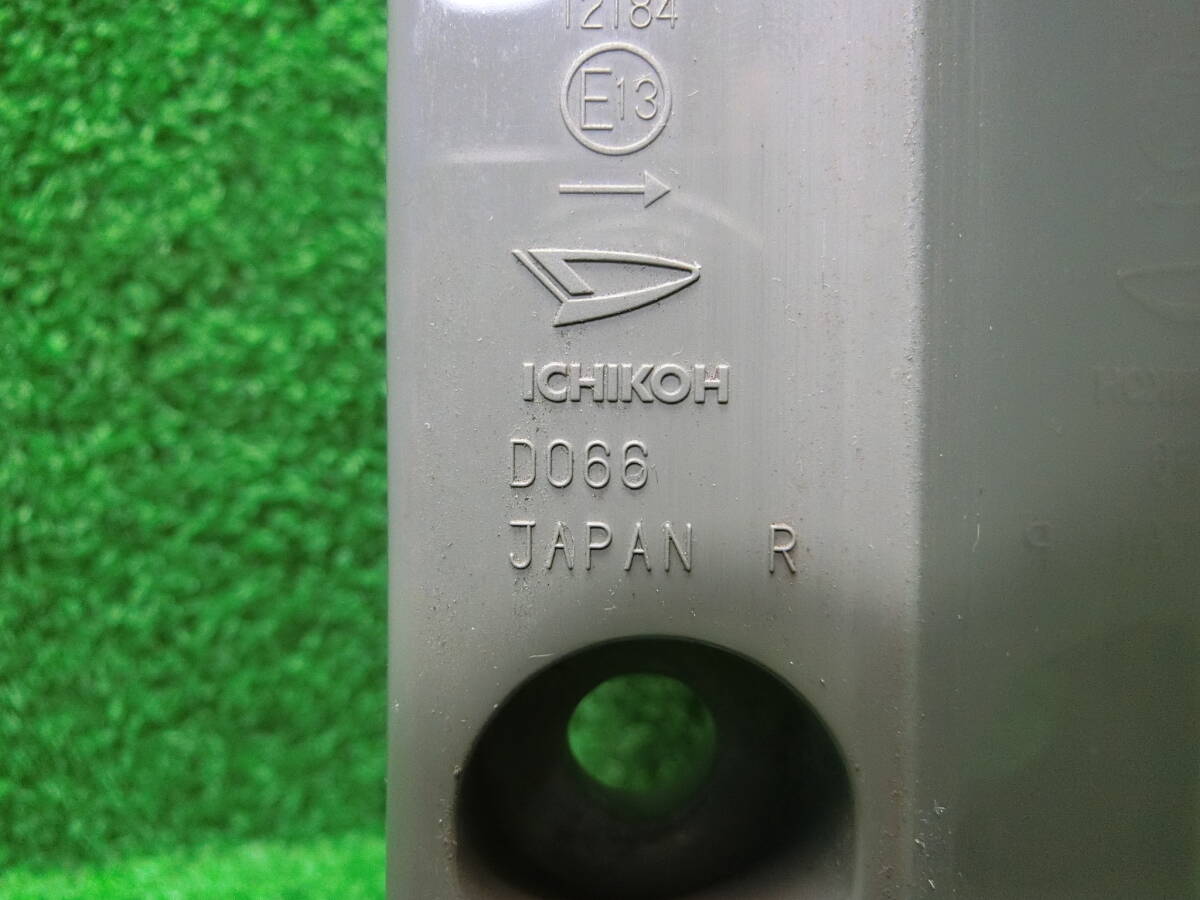 12184
E13
ICHIKOH
D066
JAPAN R